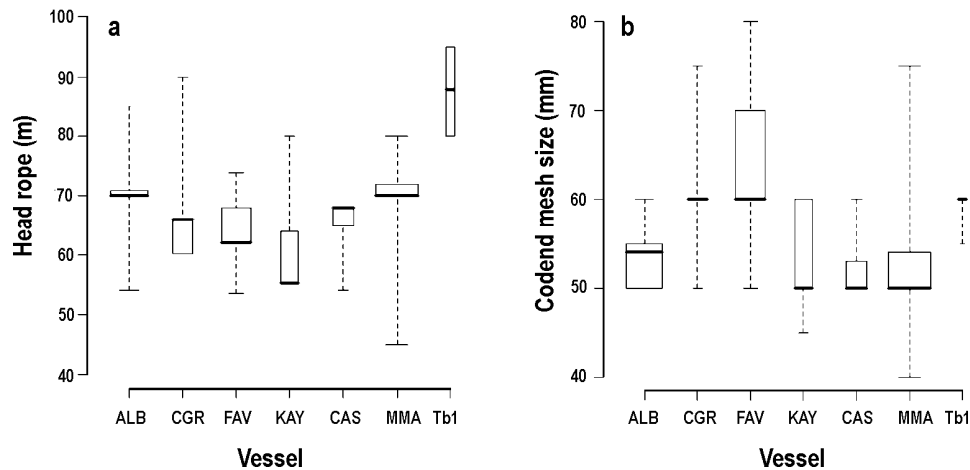 a
100
90
80
70
60
50
40
Head rope (m)
ALB CGR FAV KAY CAS MMA Tb1
Vessel
b
80
70
60
50
40
Codend mesh size (mm)
ALB CGR FAV KAY CAS MMA Tb1
Vessel